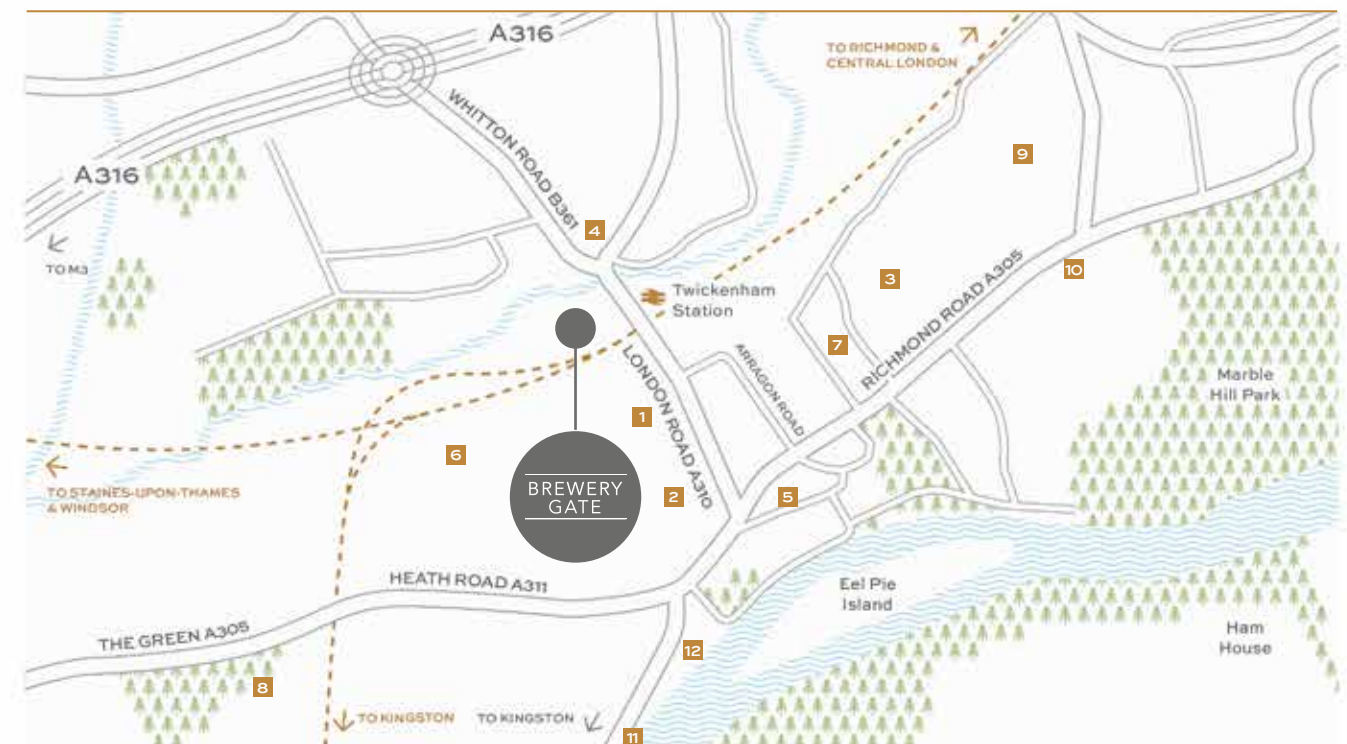 A316
TO RICHMOND &
CENTRAL LONDON
WHITTON ROAD B361
9
A316
4
TO M3
10
3
Twickenham
Station
RICHMOND ROAD A305
7
ARRAGON ROAD
LONDON ROAD A310
Marble
Hill Park
1
6
TO STAINES-UPON-THAMES
& WINDSOR
BREWERY
GATE
2
5
HEATH ROAD A311
Eel Pie
Island
THE GREEN A305
Ham
House
12
8
TO KINGSTON
TO KINGSTON
11